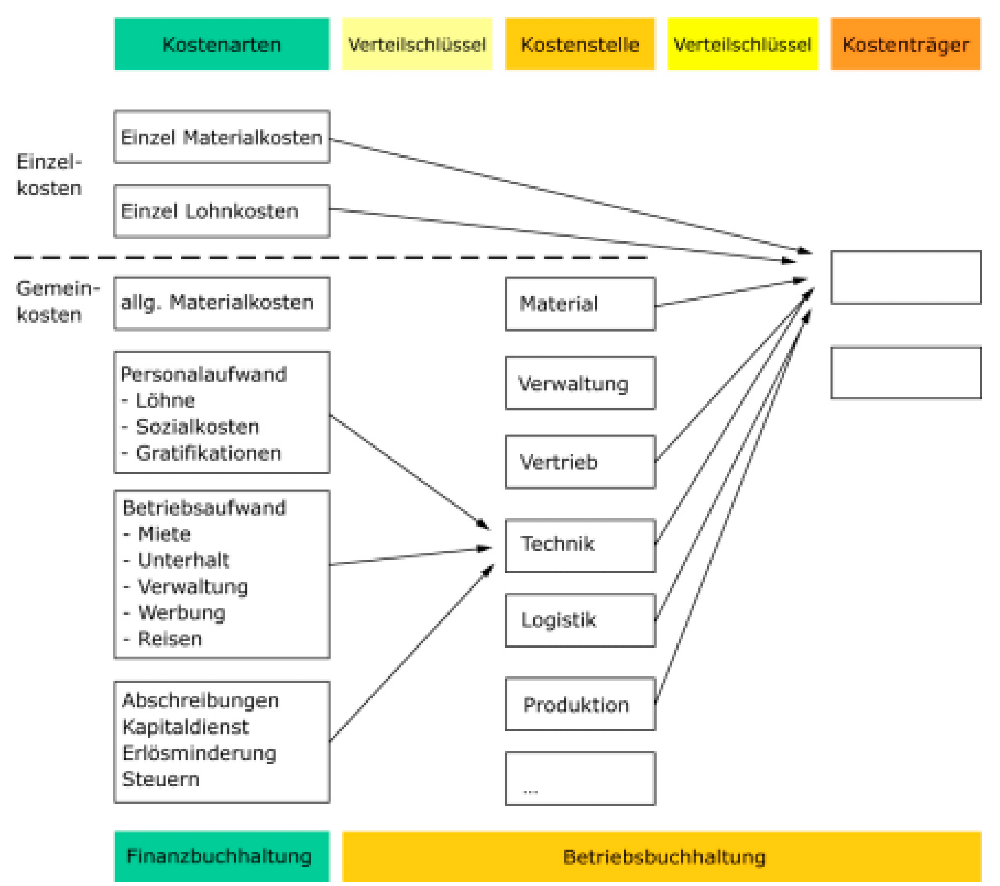 Kostenarten
Verteilschlüssel
Kostenstelle
Verteilschlüssel
Kostenträger
Einzel-
kosten
Einzel Materialkosten
Einzel Lohnkosten
Gemein-
kosten
allg. Materialkosten
Personalaufwand
- Löhne
- Sozialkosten
- Gratifikationen
Betriebsaufwand
- Miete
- Unterhalt
- Verwaltung
- Werbung
- Reisen
Abschreibungen
Kapitaldienst
Erlösminderung
Steuern
Material
Verwaltung
Vertrieb
Technik
Logistik
Produktion
...
Finanzbuchhaltung
Betriebsbuchhaltung